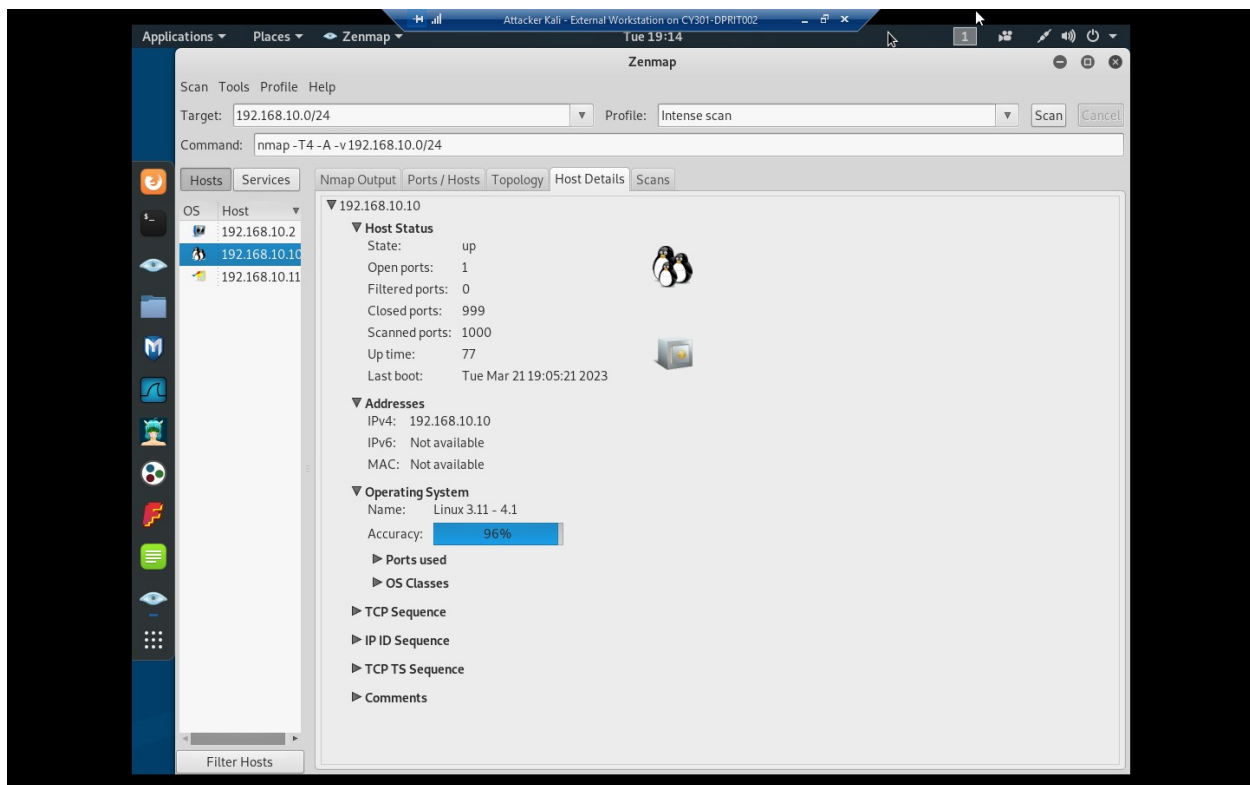 Attacker Kali - External Workstation on CY301-DPRIT002
Applications Places Zenmap Tue 19:14 1
Zenmap
Scan Tools Profile Help
Target: 192.168.10.0/24 Profile: Intense scan Scan Cancel
Command: nmap -T4 -A -v 192.168.10.0/24
Hosts Services Nmap Output Ports / Hosts Topology Host Details Scans
OS Host
192.168.10.2
192.168.10.10
192.168.10.11
192.168.10.10
Host Status
State: up
Open ports: 1
Filtered ports: 0
Closed ports: 999
Scanned ports: 1000
Up time: 77
Last boot: Tue Mar 21 19:05:21 2023
Addresses
IPv4: 192.168.10.10
IPv6: Not available
MAC: Not available
Operating System
Name: Linux 3.11 - 4.1
Accuracy: 96%
Ports used
OS Classes
TCP Sequence
IP ID Sequence
TCP TS Sequence
Comments
Filter Hosts